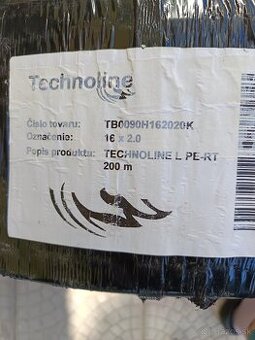 Technoline
Číslo tovaru: TB0090H162020K
Označenie: 16 x 2.0
Popis produktu: TECHNOLINE L PE-RT
200 m